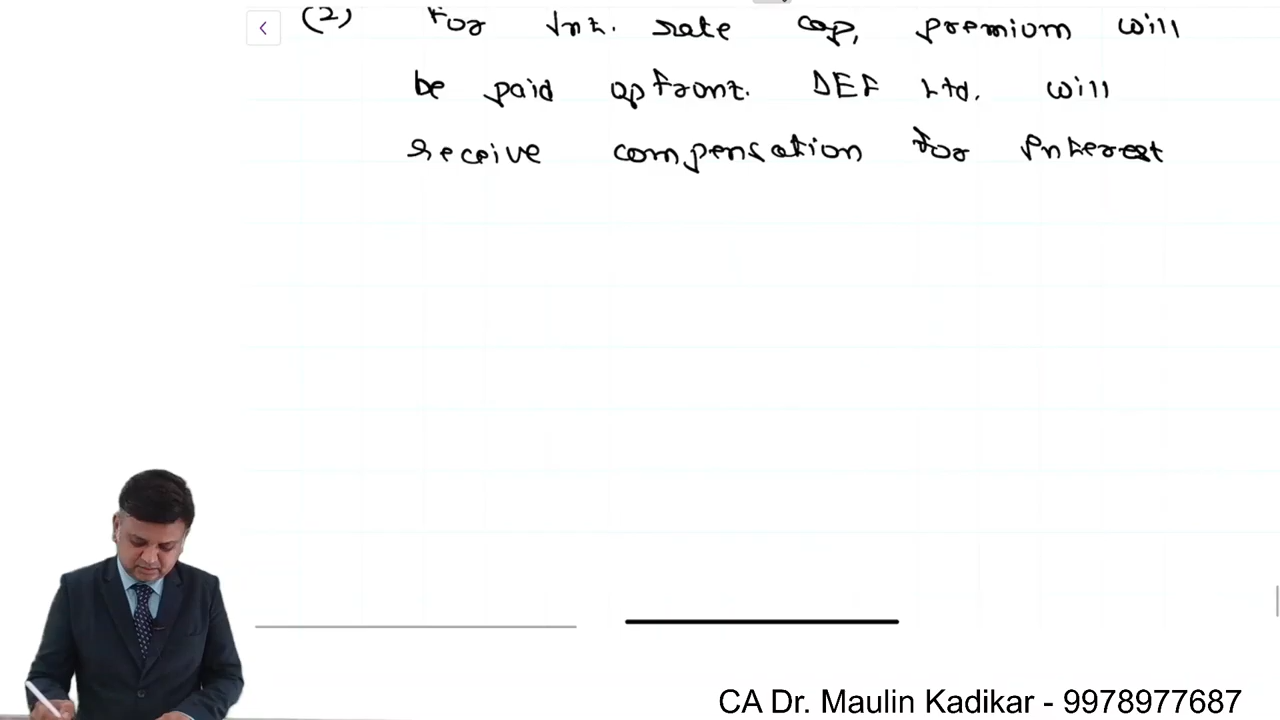 (2) For Int. rate cap, premium will
be paid upfront. DEF Ltd. will
receive compensation for interest
CA Dr. Maulin Kadikar - 9978977687